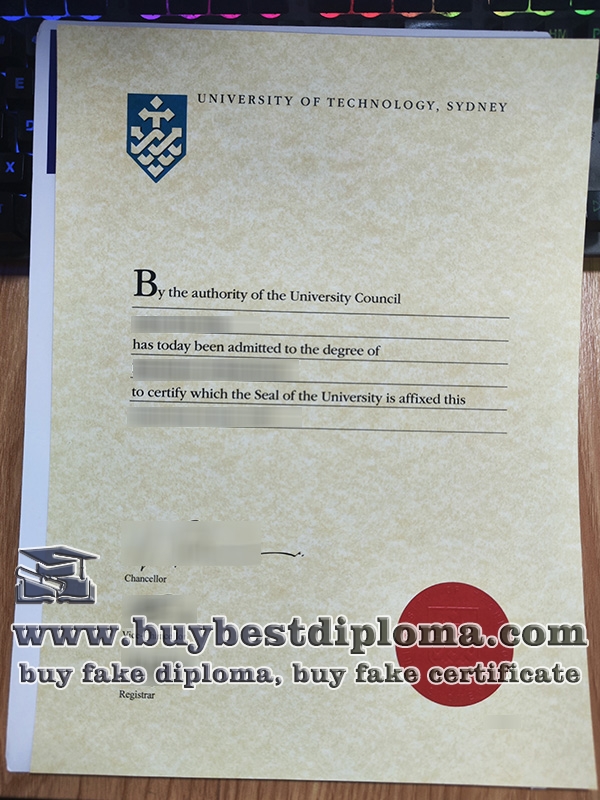 UNIVERSITY OF TECHNOLOGY, SYDNEY
By the authority of the University Council
has today been admitted to the degree of
to certify which the Seal of the University is affixed this
Chancellor
www.buybestdiploma.com
buy fake diploma, buy fake certificate
Registrar